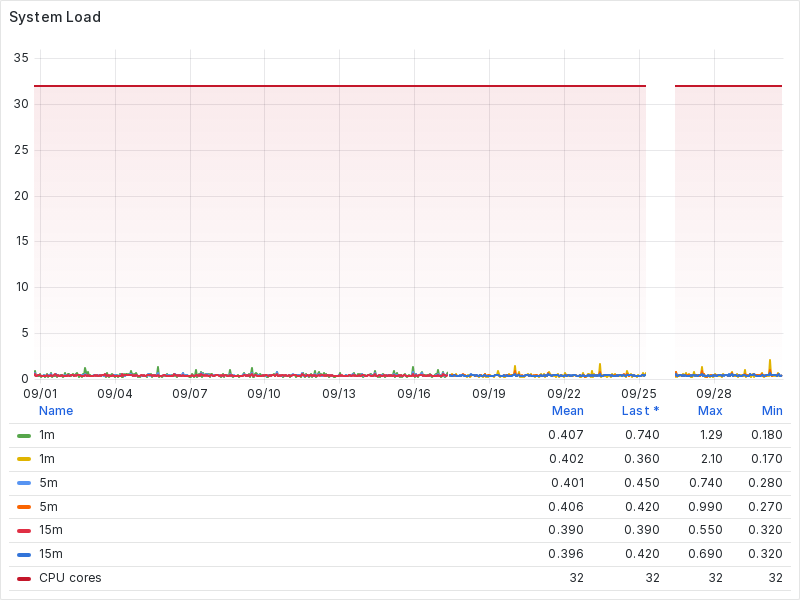 System Load
35
30
25
20
15
10
5
0
09/01 09/04 09/07 09/10 09/13 09/16 09/19 09/22 09/25 09/28
Name Mean Last * Max Min
1m 0.407 0.740 1.29 0.180
1m 0.402 0.360 2.10 0.170
5m 0.401 0.450 0.740 0.280
5m 0.406 0.420 0.990 0.270
15m 0.390 0.390 0.550 0.320
15m 0.396 0.420 0.690 0.320
CPU cores 32 32 32 32